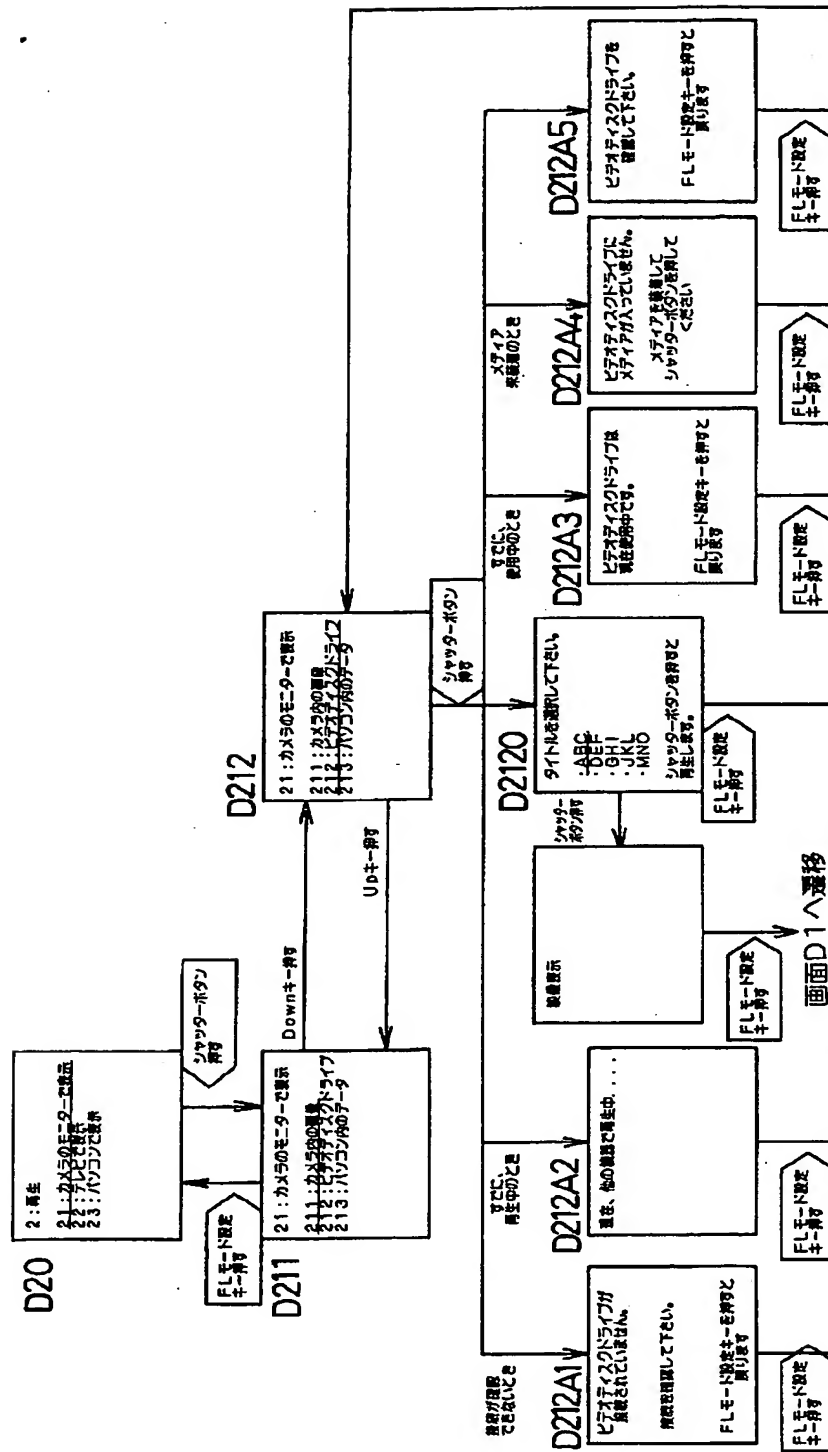 D20
2:再生
21:カメラのモニターで表示
22:テレビで表示
23:パソコンで表示
シャッターボタン
押す
FLモード設定
キー押す
D211
21:カメラのモニターで表示
211:カメラ内の画像
212:ビデオディスクドライブ
213:パソコン内のデータ
Downキー押す
Upキー押す
D212
21:カメラのモニターで表示
211:カメラ内の画像
212:ビデオディスクドライブ
213:パソコン内のデータ
シャッターボタン
押す
接続が確認
できないとき
D212A1
ビデオディスクドライブが
接続されていません。
接続を確認して下さい。
FLモード設定キーを押すと
戻ります
FLモード設定
キー押す
すでに、
再生中のとき
D212A2
現在、他の機器で再生中....
FLモード設定
キー押す
映像表示
FLモード設定
キー押す
画面D1へ遷移
シャッター
ボタン押す
D2120
タイトルを選択して下さい。
・ABC
・DEF
・GHI
・JKL
・MNO
シャッターボタンを押すと
再生します。
FLモード設定
キー押す
すでに、
使用中のとき
D212A3
ビデオディスクドライブは
現在使用中です。
FLモード設定キーを押すと
戻ります
FLモード設定
キー押す
メディア
未装着のとき
D212A4
ビデオディスクドライブに
メディアが入っていません。
メディアを装着して
シャッターボタンを押して
ください
FLモード設定
キー押す
D212A5
ビデオディスクドライブを
確認して下さい。
FLモード設定キーを押すと
戻ります
FLモード設定
キー押す